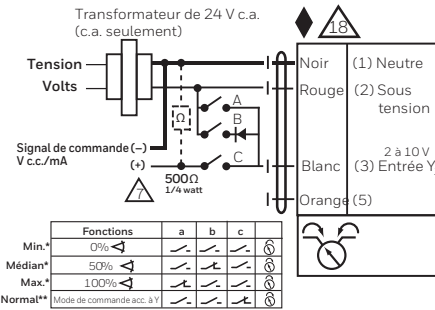 Transformateur de 24 V c.a.
(c.a. seulement)
18
Tension
Volts
Noir (1) Neutre
Rouge (2) Sous
tension
A
B
C
Ω
Signal de commande (–)
V c.c./mA
(+)
500Ω
1/4 watt
7
2 à 10 V
Blanc (3) Entrée Y
Orange (5)
Fonctions a b c
Min.* 0%
Médian* 50%
Max.* 100%
Normal** Mode de commande acc. à Y